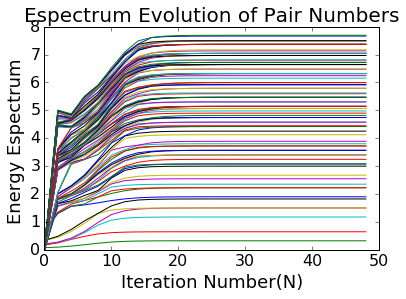 Espectrum Evolution of Pair Numbers
8
7
6
5
4
3
2
1
0
Energy Espectrum
0 10 20 30 40 50
Iteration Number(N)